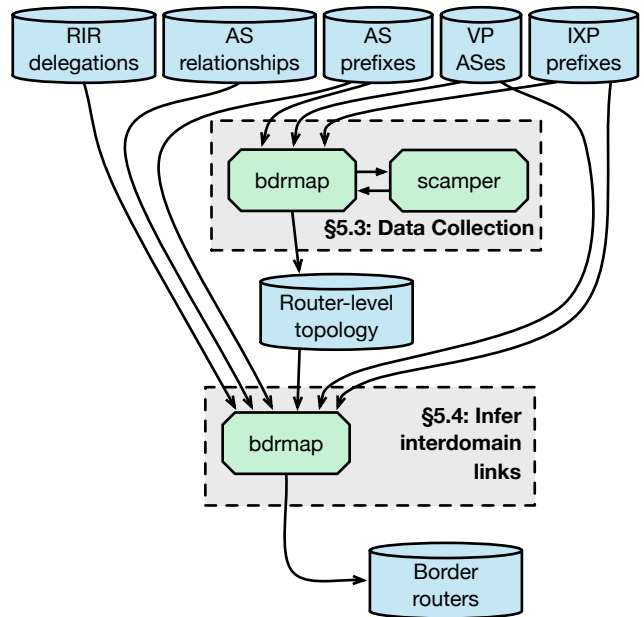 RIR
delegations
AS
relationships
AS
prefixes
VP
ASes
IXP
prefixes
bdrmap
scamper
§5.3: Data Collection
Router-level
topology
bdrmap
§5.4: Infer
interdomain
links
Border
routers